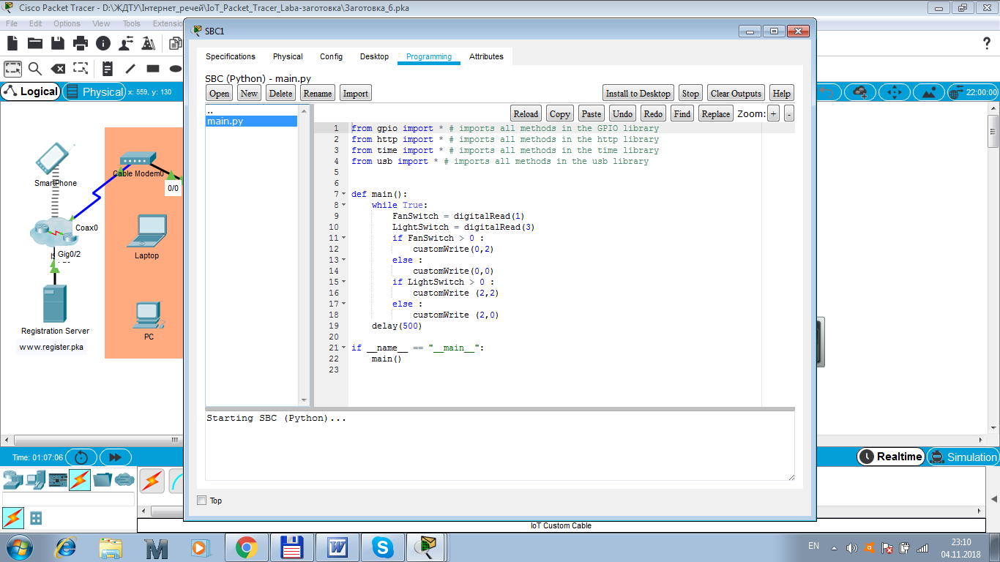 Cisco Packet Tracer - D:\ЖДТУ\Інтернет_речей\IoT_Packet_Tracer_Laba-заготовка\Заготовка_6.pka
File Edit Options View Tools Extensio
SBC1
Specifications Physical Config Desktop Programming Attributes
SBC (Python) - main.py
Open New Delete Rename Import Install to Desktop Stop Clear Outputs Help
Logical Physical x: 559, y: 130 22:00:00
..
main.py
Reload Copy Paste Undo Redo Find Replace Zoom: + -
1 from gpio import * # imports all methods in the GPIO library
2 from http import * # imports all methods in the http library
3 from time import * # imports all methods in the time library
4 from usb import * # imports all methods in the usb library
5
6
7 def main():
8 while True:
9 FanSwitch = digitalRead(1)
10 LightSwitch = digitalRead(3)
11 if FanSwitch > 0 :
12 customWrite(0,2)
13 else :
14 customWrite(0,0)
15 if LightSwitch > 0 :
16 customWrite (2,2)
17 else :
18 customWrite (2,0)
19 delay(500)
20
21 if __name__ == "__main__":
22 main()
23
Starting SBC (Python)...
Top
SmartPhone
Cable Modem0
0/0
Coax0
Gig0/2
Laptop
Registration Server
www.register.pka
PC
Time: 01:07:06
Realtime Simulation
IoT Custom Cable
EN
23:10
04.11.2018